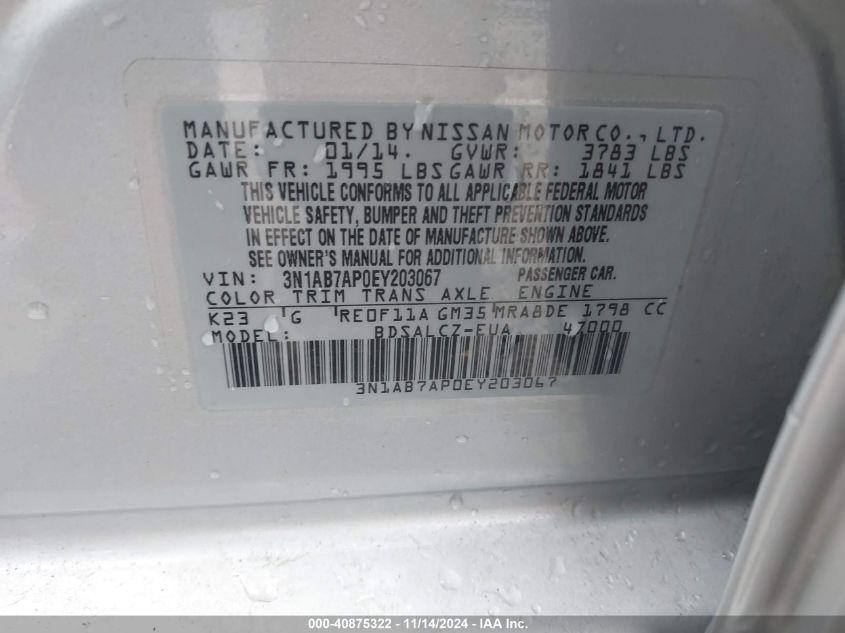 MANUFACTURED BY NISSAN MOTOR CO., LTD.
DATE: 01/14. GVWR: 3783 LBS
GAWR FR: 1995 LBS GAWR RR: 1841 LBS
THIS VEHICLE CONFORMS TO ALL APPLICABLE FEDERAL MOTOR
VEHICLE SAFETY, BUMPER AND THEFT PREVENTION STANDARDS
IN EFFECT ON THE DATE OF MANUFACTURE SHOWN ABOVE.
SEE OWNER'S MANUAL FOR ADDITIONAL INFORMATION.
VIN: 3N1AB7AP0EY203067 PASSENGER CAR.
COLOR TRIM TRANS AXLE ENGINE
K23 G RE0F11A GM35 MRA8DE 1798 CC
MODEL: BDSALCZ-EUA 47000
3N1AB7AP0EY203067
000-40875322 - 11/14/2024 - IAAI.com